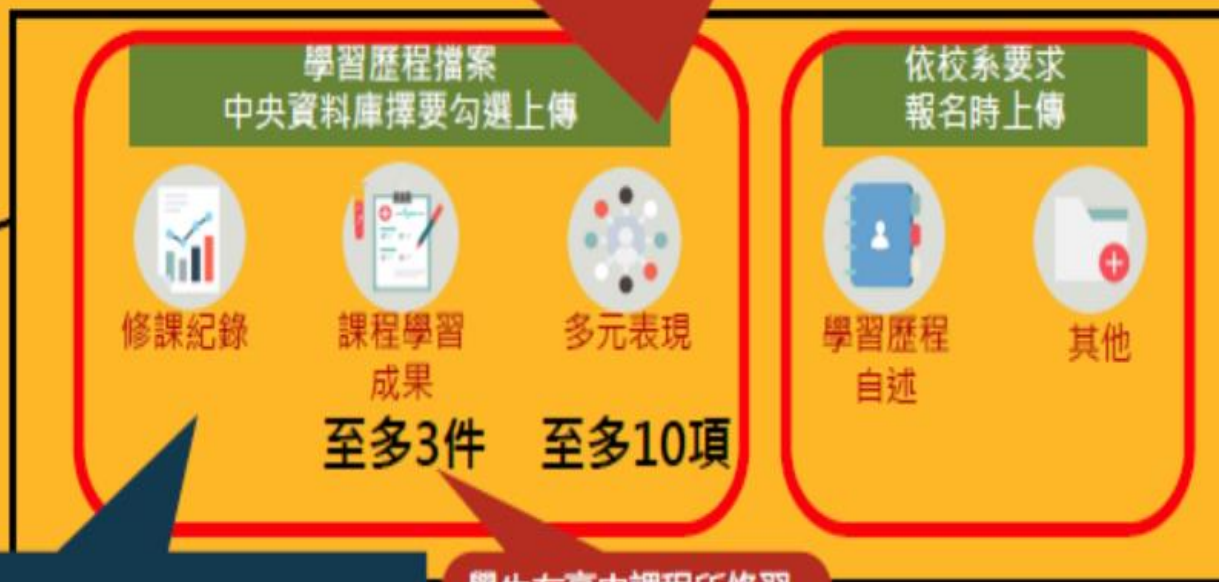 學習歷程檔案
中央資料庫擇要勾選上傳
依校系要求
報名時上傳
修課紀錄
課程學習
成果
至多3件
多元表現
至多10項
學習歷程
自述
其他